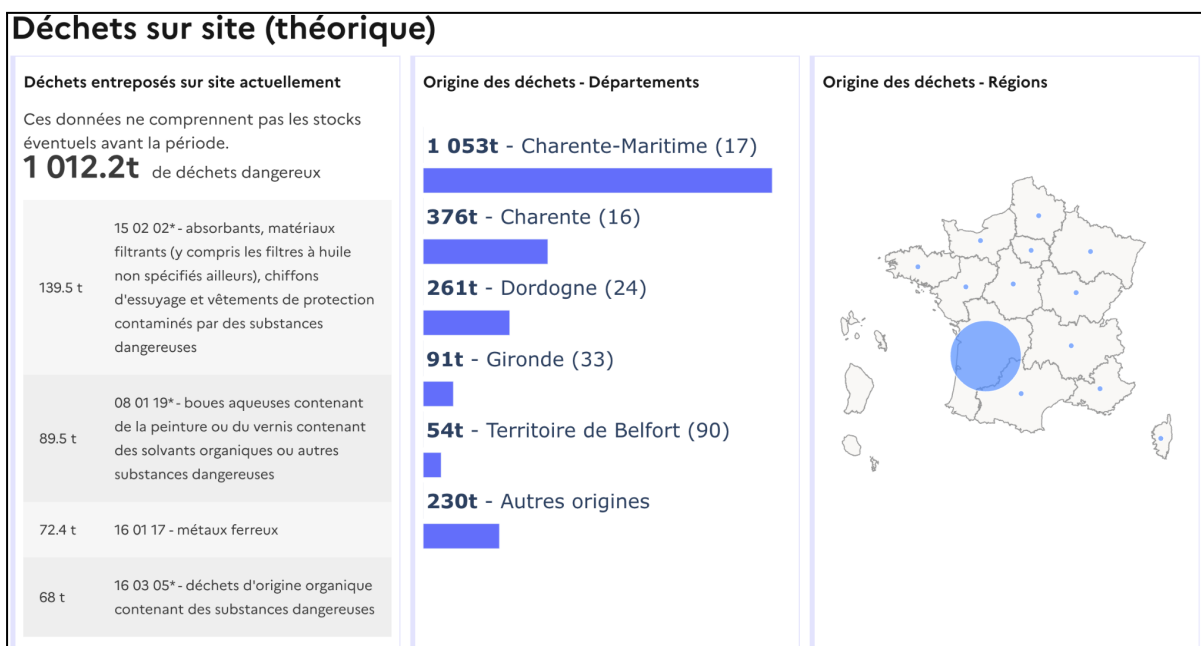 Déchets sur site (théorique)
Déchets entreposés sur site actuellement
Ces données ne comprennent pas les stocks
éventuels avant la période.
1 012.2t de déchets dangereux
139.5 t
15 02 02* - absorbants, matériaux
filtrants (y compris les filtres à huile
non spécifiés ailleurs), chiffons
d'essuyage et vêtements de protection
contaminés par des substances
dangereuses
89.5 t
08 01 19* - boues aqueuses contenant
de la peinture ou du vernis contenant
des solvants organiques ou autres
substances dangereuses
72.4 t
16 01 17 - métaux ferreux
68 t
16 03 05* - déchets d'origine organique
contenant des substances dangereuses
Origine des déchets - Départements
1 053t - Charente-Maritime (17)
376t - Charente (16)
261t - Dordogne (24)
91t - Gironde (33)
54t - Territoire de Belfort (90)
230t - Autres origines
Origine des déchets - Régions